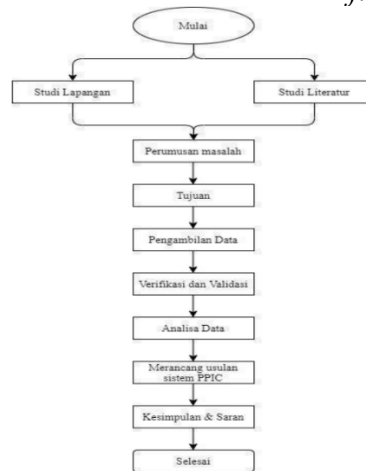 Mulai
Studi Lapangan
Studi Literatur
Perumusan masalah
Tujuan
Pengambilan Data
Verifikasi dan Validasi
Analisa Data
Merancang usulan
sistem PPIC
Kesimpulan & Saran
Selesai